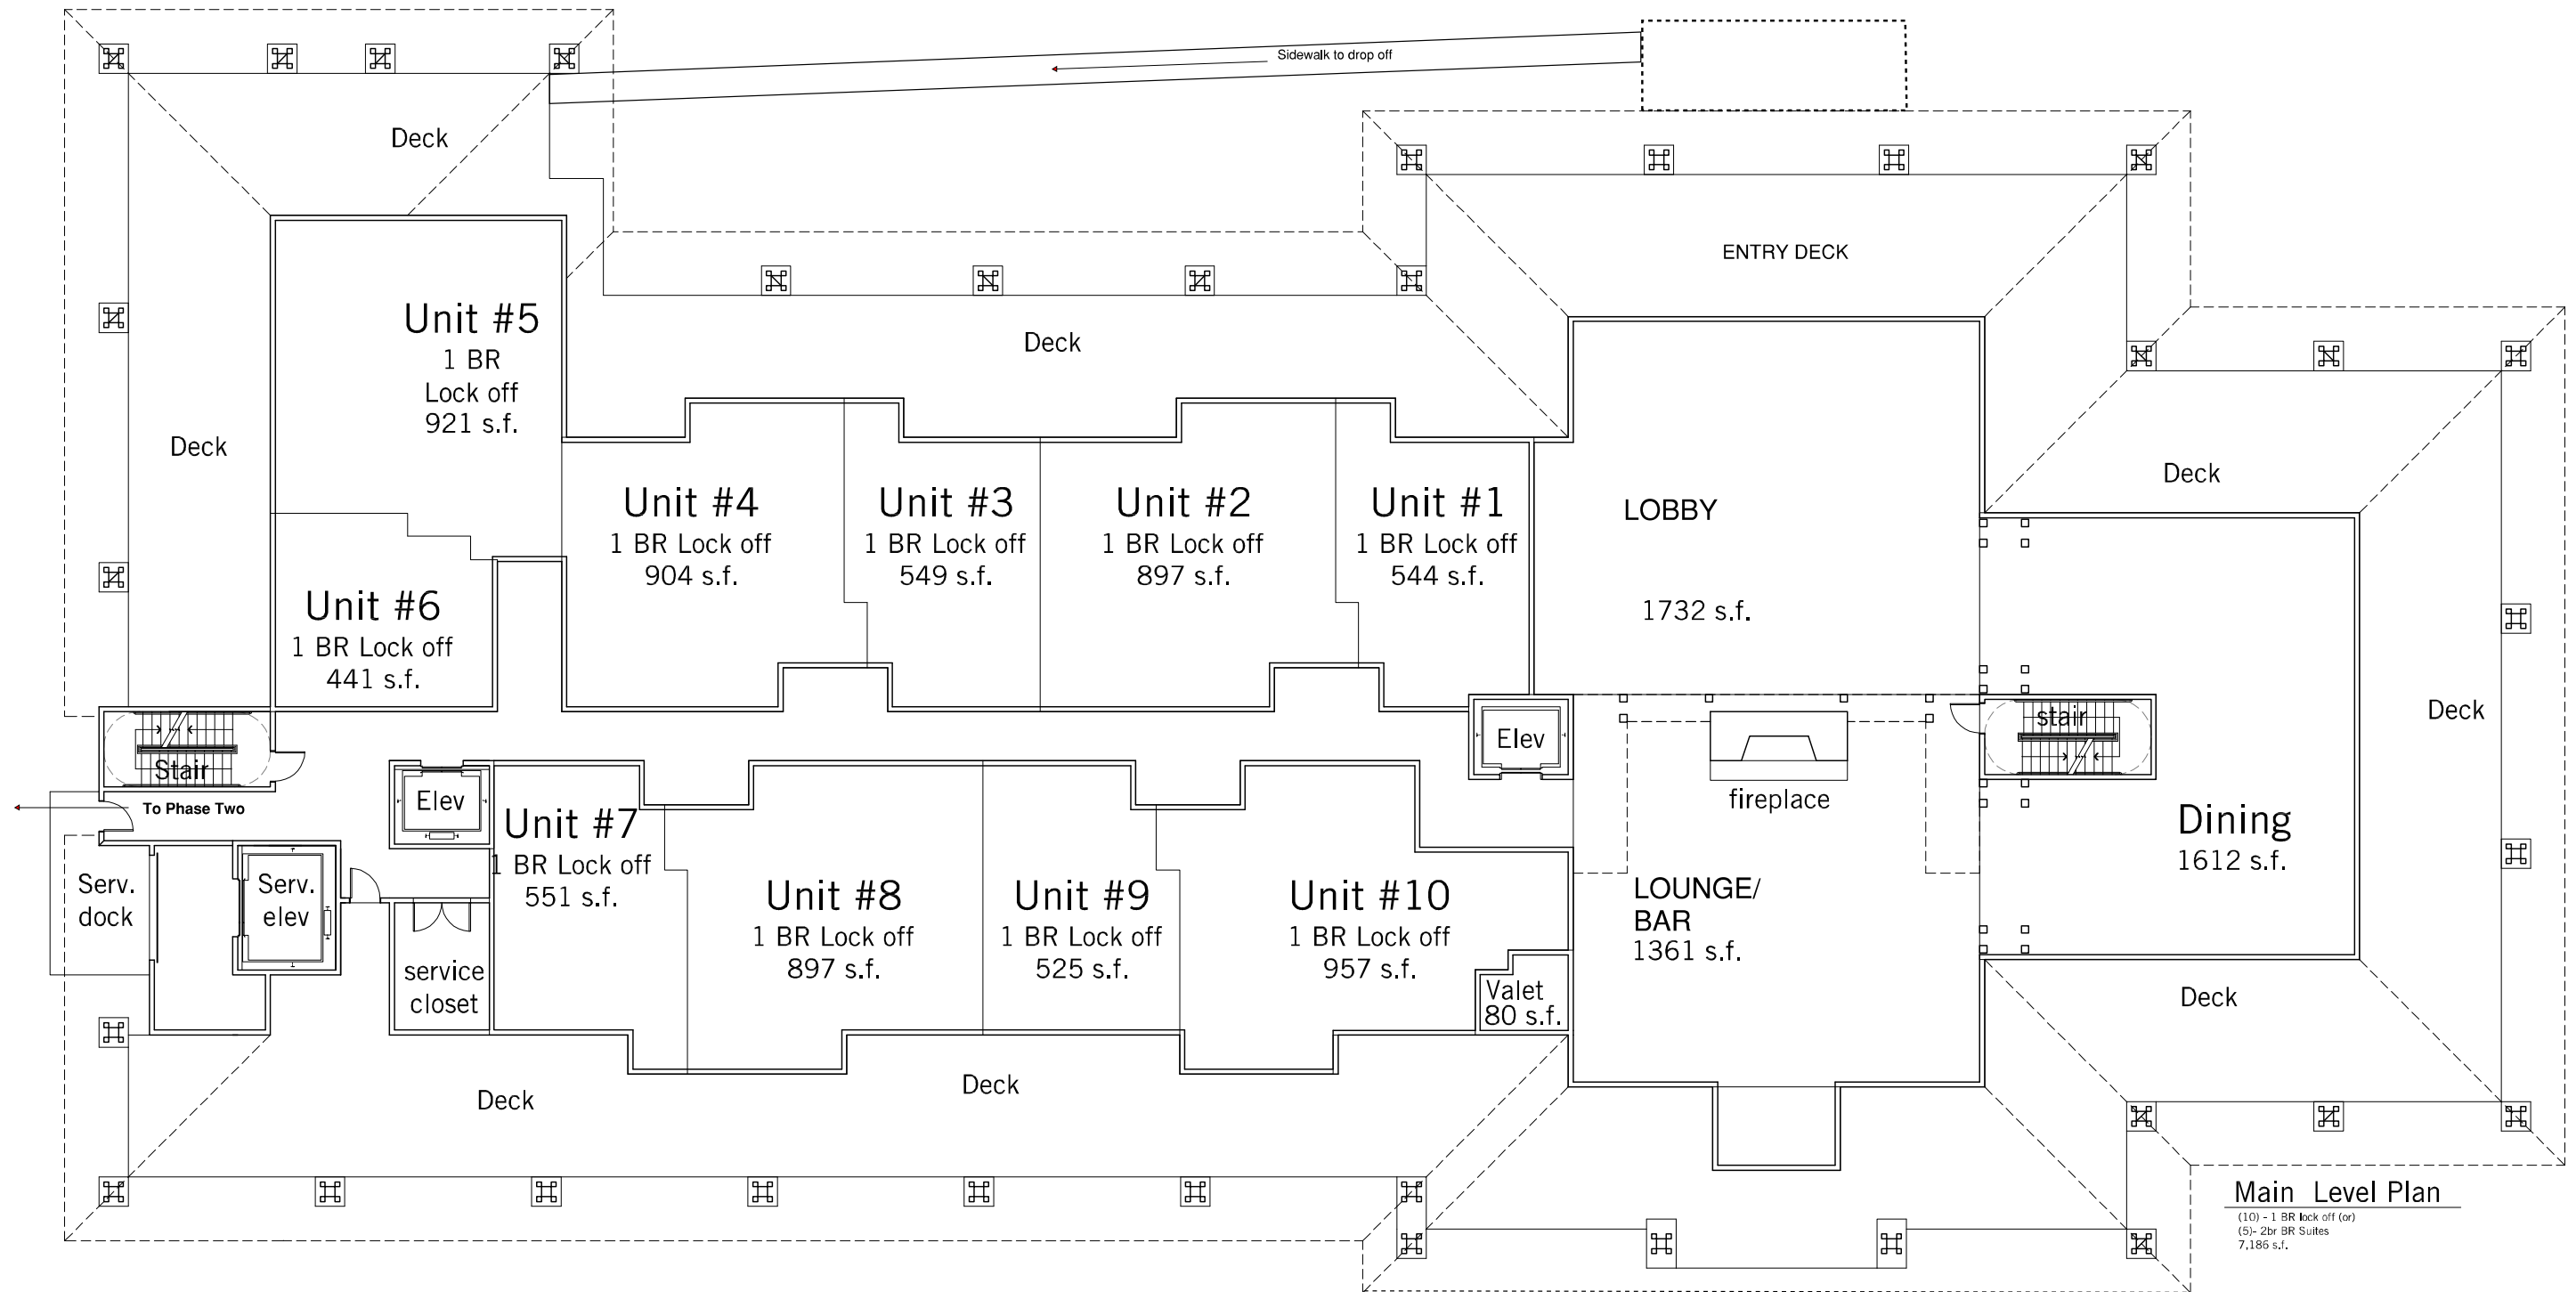 Sidewalk to drop off
Deck
ENTRY DECK
Unit #5
1 BR
Lock off
921 s.f.
Deck
Deck
Deck
Unit #4
1 BR Lock off
904 s.f.
Unit #3
1 BR Lock off
549 s.f.
Unit #2
1 BR Lock off
897 s.f.
Unit #1
1 BR Lock off
544 s.f.
LOBBY
1732 s.f.
Unit #6
1 BR Lock off
441 s.f.
Stair
Elev
stair
Deck
fireplace
To Phase Two
Elev
Unit #7
1 BR Lock off
551 s.f.
Dining
1612 s.f.
Serv.
dock
Serv.
elev
service
closet
Unit #8
1 BR Lock off
897 s.f.
Unit #9
1 BR Lock off
525 s.f.
Unit #10
1 BR Lock off
957 s.f.
LOUNGE/
BAR
1361 s.f.
Valet
80 s.f.
Deck
Deck
Deck
Main Level Plan
(10) - 1 BR lock off (or)
(5)- 2br BR Suites
7,186 s.f.